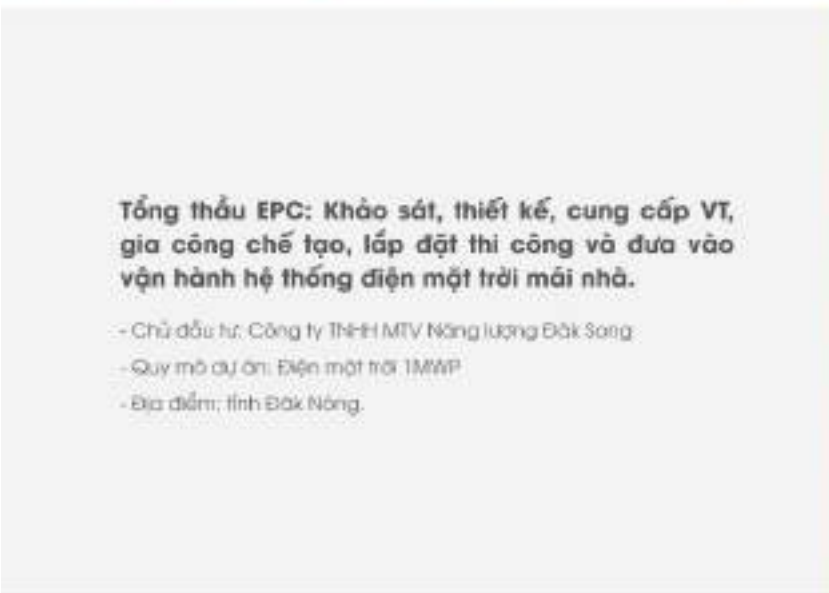 Tổng thầu EPC: Khảo sát, thiết kế, cung cấp VT,
gia công chế tạo, lắp đặt thi công và đưa vào
vận hành hệ thống điện mặt trời mái nhà.
- Chủ đầu tư: Công ty TNHH MTV Năng lượng Đăk Song
- Quy mô dự án: Điện mặt trời 1MWP
- Địa điểm: tỉnh Đăk Nông.